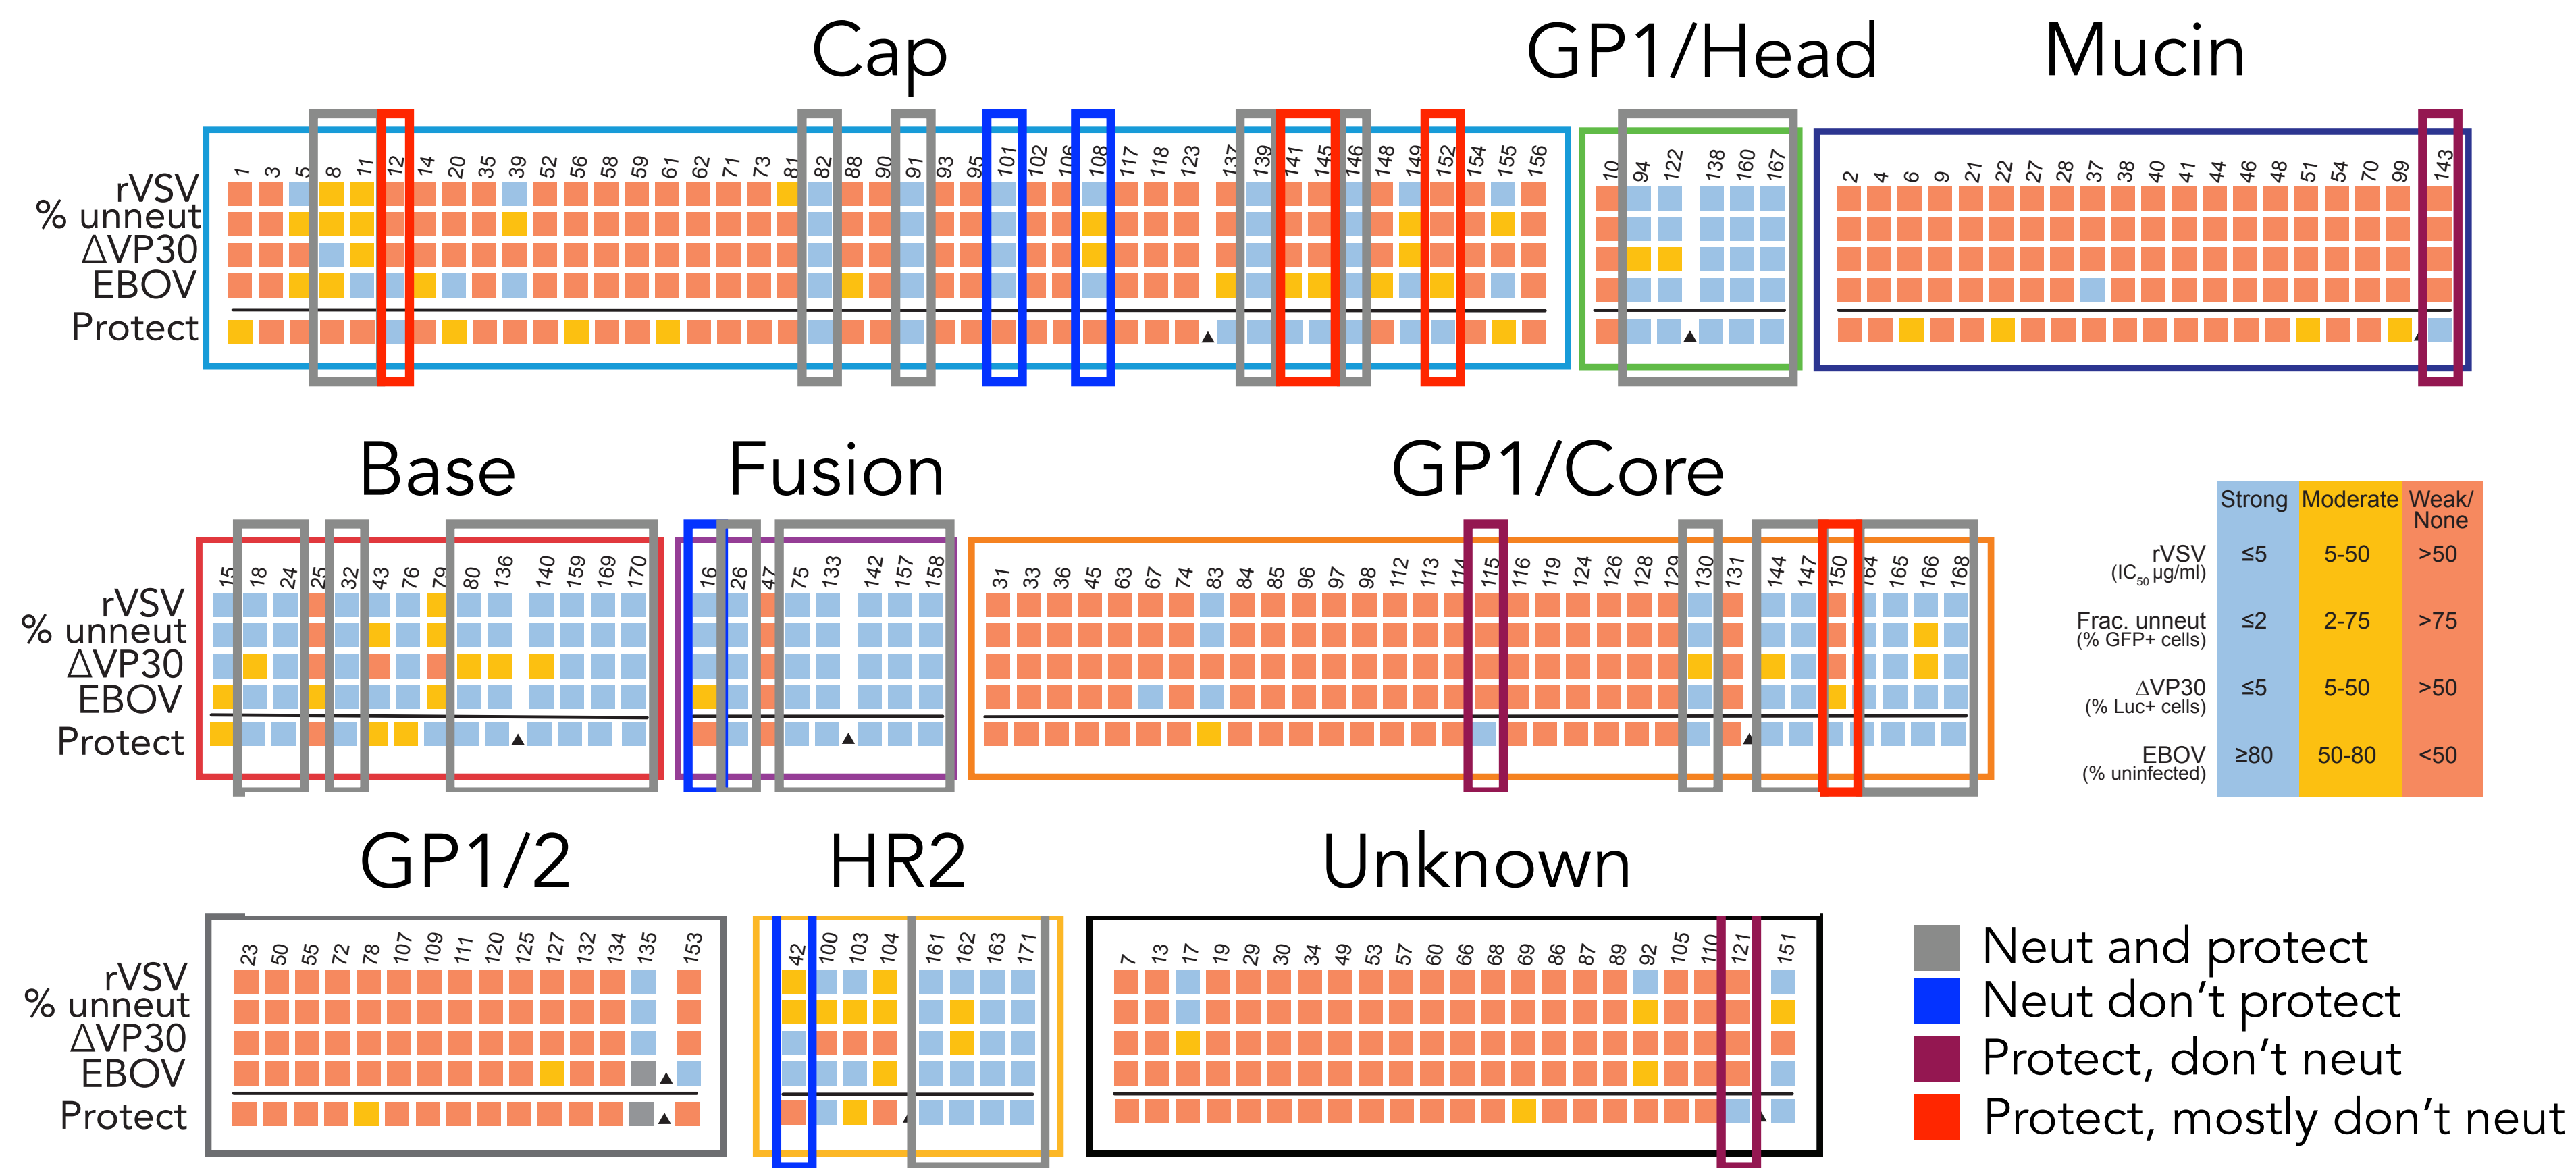 Cap GP1/Head Mucin
1 3 5 8 11 12 14 20 35 39 52 56 58 59 61 62 71 73 81 82 88 90 91 93 95 101 102 106 108 117 118 123 137 139 141 145 146 148 149 152 154 155 156 10 94 122 138 160 167 2 4 6 9 21 22 27 28 37 38 40 41 44 46 48 51 54 70 99 143
rVSV
% unneut
ΔVP30
EBOV
Protect
Base Fusion GP1/Core
15 18 24 25 32 43 76 79 80 136 140 159 169 170 16 26 47 75 133 142 157 158 31 33 36 45 63 67 74 83 84 85 96 97 98 112 113 114 115 116 119 124 126 128 129 130 131 144 147 150 164 165 166 168
rVSV
% unneut
ΔVP30
EBOV
Protect
Strong Moderate Weak/
None
rVSV ≤5 5-50 >50
(IC50 µg/ml)
Frac. unneut ≤2 2-75 >75
(% GFP+ cells)
ΔVP30 ≤5 5-50 >50
(% Luc+ cells)
EBOV ≥80 50-80 <50
(% uninfected)
GP1/2 HR2 Unknown
23 50 55 72 78 107 109 111 120 125 127 132 134 135 153 42 100 103 104 161 162 163 171 7 13 17 19 29 30 34 49 53 57 60 66 68 69 86 87 89 92 105 110 121 151
rVSV
% unneut
ΔVP30
EBOV
Protect
Neut and protect
Neut don’t protect
Protect, don’t neut
Protect, mostly don’t neut